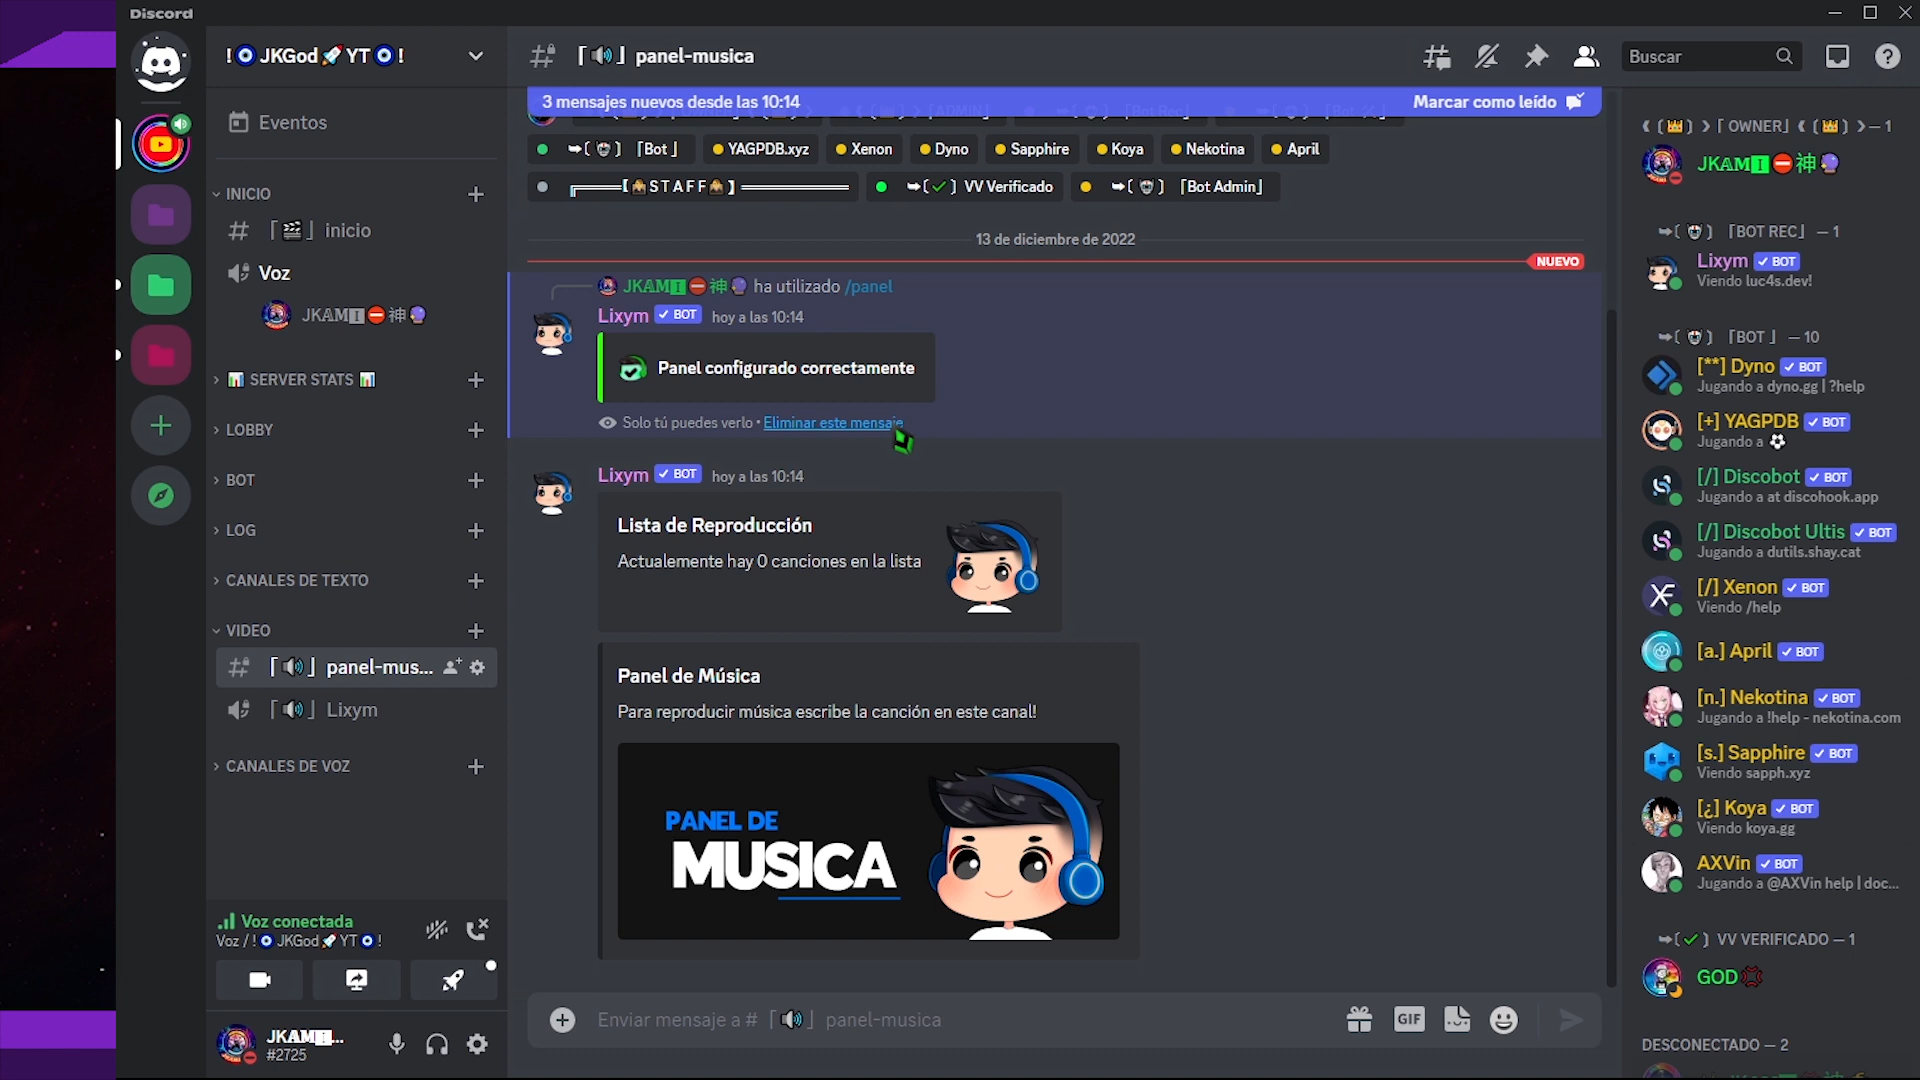 Discord
! JKGod YT !
「🔊」 panel-musica
Buscar
Eventos
3 mensajes nuevos desde las 10:14
Marcar como leído
➥( ) 「Bot 」 YAGPDB.xyz Xenon Dyno Sapphire Koya Nekotina April
╔═══【 S T A F F 】═══════ ➥(✓) VV Verificado ➥( ) 「Bot Admin」
INICIO
「🎬」 inicio
Voz
JKAMI⛔神🔮
SERVER STATS
LOBBY
BOT
LOG
CANALES DE TEXTO
VIDEO
「🔊」 panel-mus...
「🔊」 Lixym
CANALES DE VOZ
Voz conectada
Voz / ! JKGod YT !
JKAMI...
#2725
13 de diciembre de 2022
NUEVO
JKAMI⛔神🔮 ha utilizado /panel
Lixym ✓ BOT hoy a las 10:14
Panel configurado correctamente
Solo tú puedes verlo • Eliminar este mensaje
Lixym ✓ BOT hoy a las 10:14
Lista de Reproducción
Actualemente hay 0 canciones en la lista
Panel de Música
Para reproducir música escribe la canción en este canal!
PANEL DE
MUSICA
Enviar mensaje a # 「🔊」 panel-musica
GIF
❰ (👑) ❱「 OWNER」❰ (👑) ❱ — 1
JKAMI⛔神🔮
➥( ) 「BOT REC」 — 1
Lixym ✓ BOT
Viendo luc4s.dev!
➥( ) 「BOT 」 — 10
[**] Dyno ✓ BOT
Jugando a dyno.gg | ?help
[+] YAGPDB ✓ BOT
Jugando a ⚽
[/] Discobot ✓ BOT
Jugando a at discohook.app
[/] Discobot Ultis ✓ BOT
Jugando a dutils.shay.cat
[/] Xenon ✓ BOT
Viendo /help
[a.] April ✓ BOT
[n.] Nekotina ✓ BOT
Jugando a !help - nekotina.com
[s.] Sapphire ✓ BOT
Viendo sapph.xyz
[¿] Koya ✓ BOT
Viendo koya.gg
AXVin ✓ BOT
Jugando a @AXVin help | doc...
➥(✓) VV VERIFICADO — 1
GOD💢
DESCONECTADO — 2